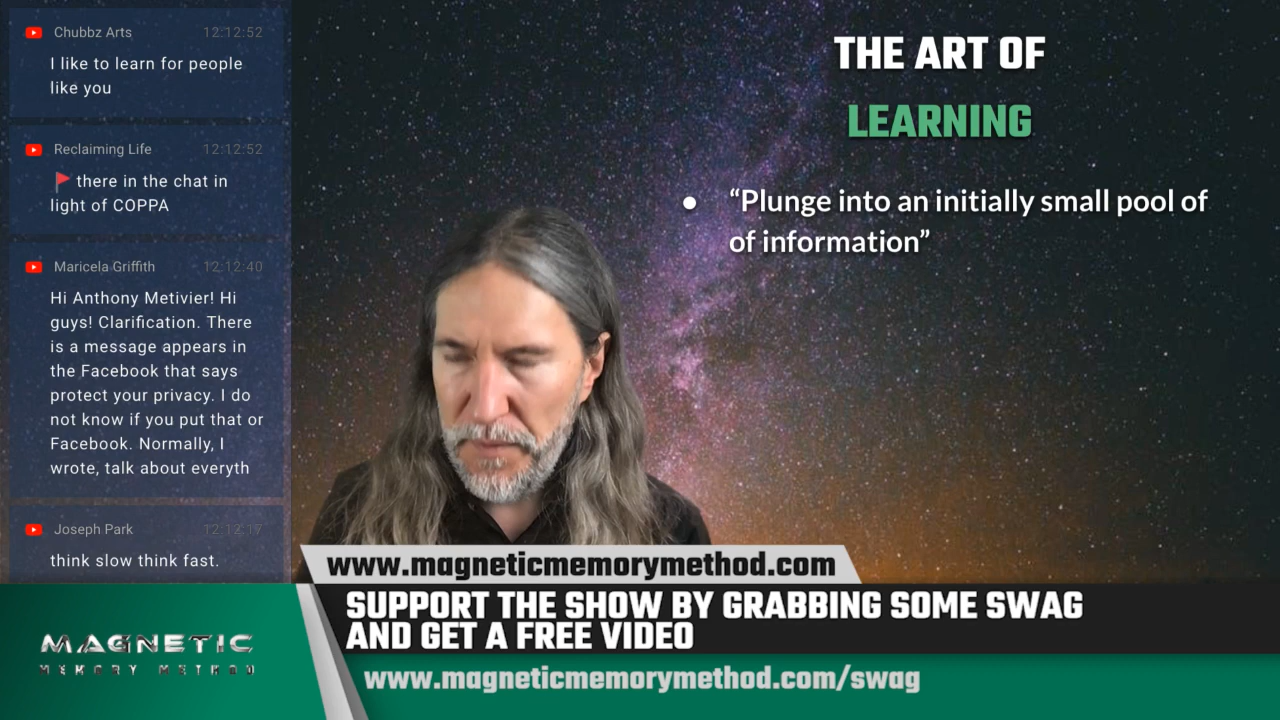 Chubbz Arts 12:12:52
I like to learn for people
like you
Reclaiming Life 12:12:52
🚩 there in the chat in
light of COPPA
Maricela Griffith 12:12:40
Hi Anthony Metivier! Hi
guys! Clarification. There
is a message appears in
the Facebook that says
protect your privacy. I do
not know if you put that or
Facebook. Normally, I
wrote, talk about everyth
Joseph Park 12:12:17
think slow think fast.
THE ART OF
LEARNING
● “Plunge into an initially small pool of
of information”
www.magneticmemorymethod.com
SUPPORT THE SHOW BY GRABBING SOME SWAG
AND GET A FREE VIDEO
www.magneticmemorymethod.com/swag
MAGNETIC
MEMORY METHOD